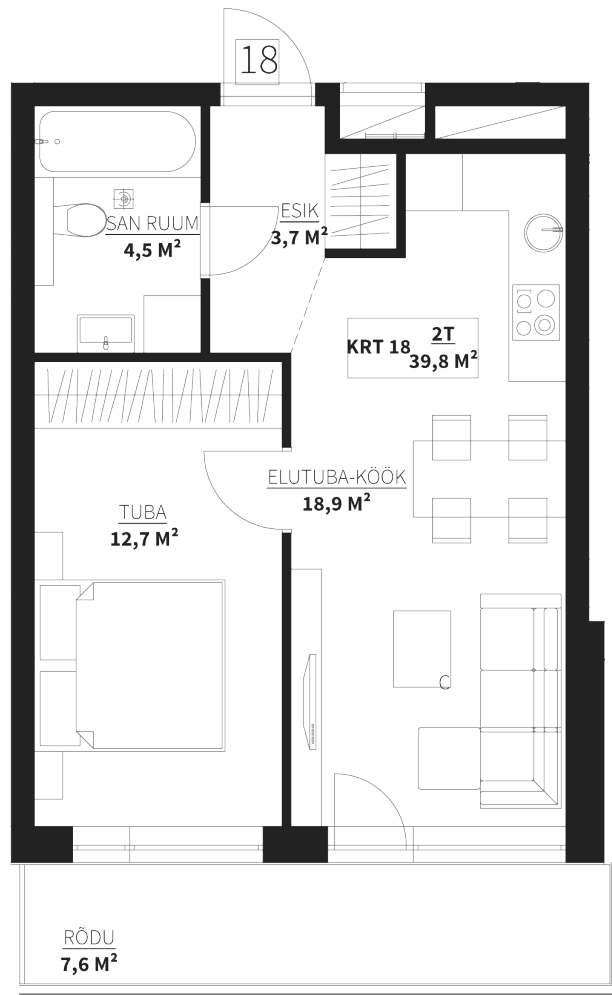 18
SAN RUUM
4,5 M²
ESIK
3,7 M²
KRT 18
2T
39,8 M²
ELUTUBA-KÖÖK
18,9 M²
TUBA
12,7 M²
C
RÕDU
7,6 M²